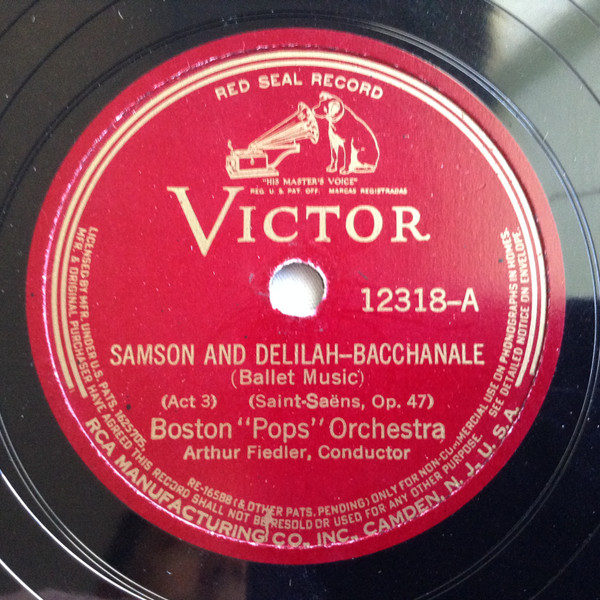 RED SEAL RECORD
"HIS MASTER'S VOICE"
REG. U. S. PAT. OFF. MARCAS REGISTRADAS
VICTOR
12318-A
SAMSON AND DELILAH-BACCHANALE
(Ballet Music)
(Act 3) (Saint-Saëns, Op. 47)
Boston "Pops" Orchestra
Arthur Fiedler, Conductor
LICENSED BY MFR. UNDER U.S. PATS. 1625705, RE-16588 (& OTHER PATS. PENDING) ONLY FOR NON-COMMERCIAL USE ON PHONOGRAPHS IN HOMES.
MFR. & ORIGINAL PURCHASER HAVE AGREED THIS RECORD SHALL NOT BE RESOLD OR USED FOR ANY OTHER PURPOSE. SEE DETAILED NOTICE ON ENVELOPE.
RCA MANUFACTURING CO., INC. CAMDEN, N. J., U. S. A.